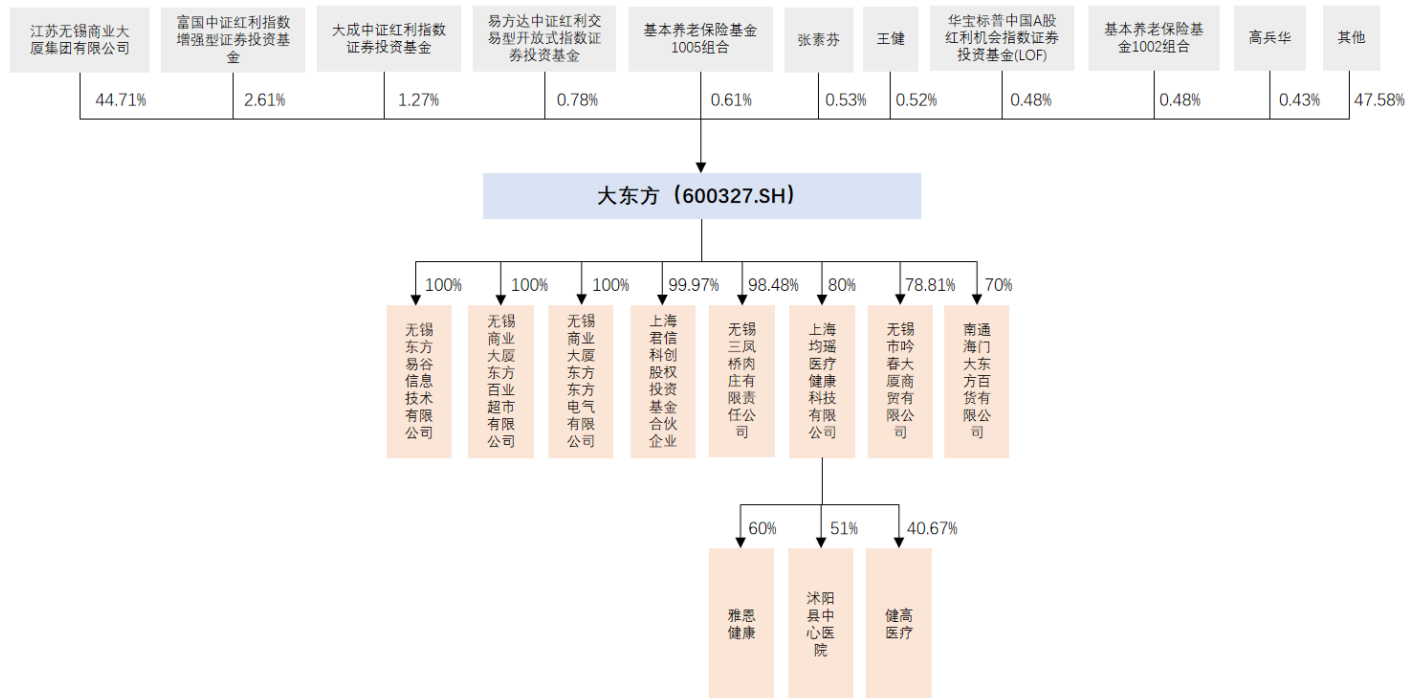 江苏无锡商业大
厦集团有限公司
富国中证红利指数
增强型证券投资基
金
大成中证红利指数
证券投资基金
易方达中证红利交
易型开放式指数证
券投资基金
基本养老保险基金
1005组合
张素芬
王健
华宝标普中国A股
红利机会指数证券
投资基金(LOF)
基本养老保险基
金1002组合
高兵华
其他
44.71%
2.61%
1.27%
0.78%
0.61%
0.53%
0.52%
0.48%
0.48%
0.43%
47.58%
大东方（600327.SH）
100%
100%
100%
99.97%
98.48%
80%
78.81%
70%
无锡
东方
易谷
信息
技术
有限
公司
无锡
商业
大厦
东方
百业
超市
有限
公司
无锡
商业
大厦
东方
东方
电气
有限
公司
上海
君信
科创
股权
投资
基金
合伙
企业
无锡
三凤
桥肉
庄有
限责
任公
司
上海
均瑶
医疗
健康
科技
有限
公司
无锡
市吟
春大
厦商
贸有
限公
司
南通
海门
大东
方百
货有
限公
司
60%
51%
40.67%
雅恩
健康
沭阳
县中
心医
院
健高
医疗